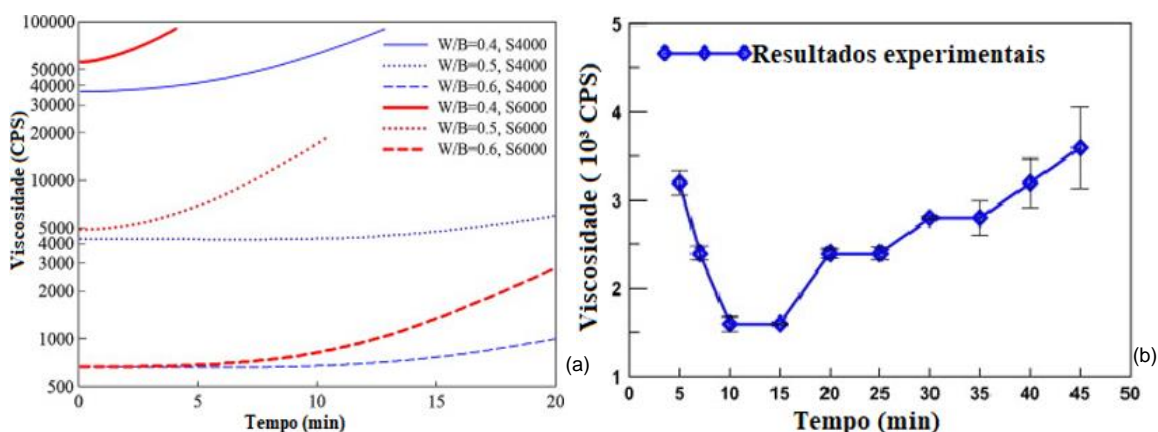 Viscosidade (CPS)
100000
50000
40000
30000
20000
10000
5000
4000
3000
2000
1000
500
W/B=0.4, S4000
W/B=0.5, S4000
W/B=0.6, S4000
W/B=0.4, S6000
W/B=0.5, S6000
W/B=0.6, S6000
0 5 10 15 20
Tempo (min)
(a)
Viscosidade ( 10³ CPS)
5
4
3
2
1
Resultados experimentais
0 5 10 15 20 25 30 35 40 45 50
Tempo (min)
(b)